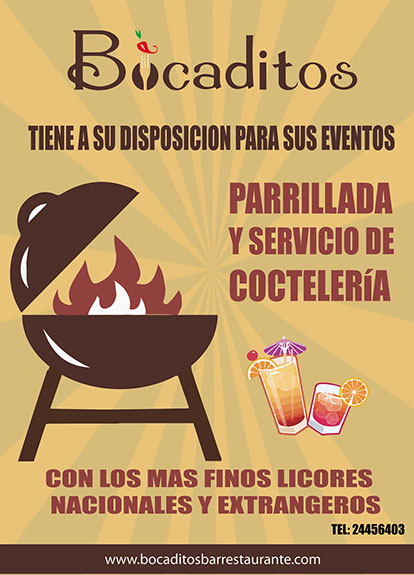 Bocaditos
TIENE A SU DISPOSICION PARA SUS EVENTOS
PARRILLADA
Y SERVICIO DE
COCTELERíA
CON LOS MAS FINOS LICORES
NACIONALES Y EXTRANGEROS
TEL: 24456403
www.bocaditosbarrestaurante.com